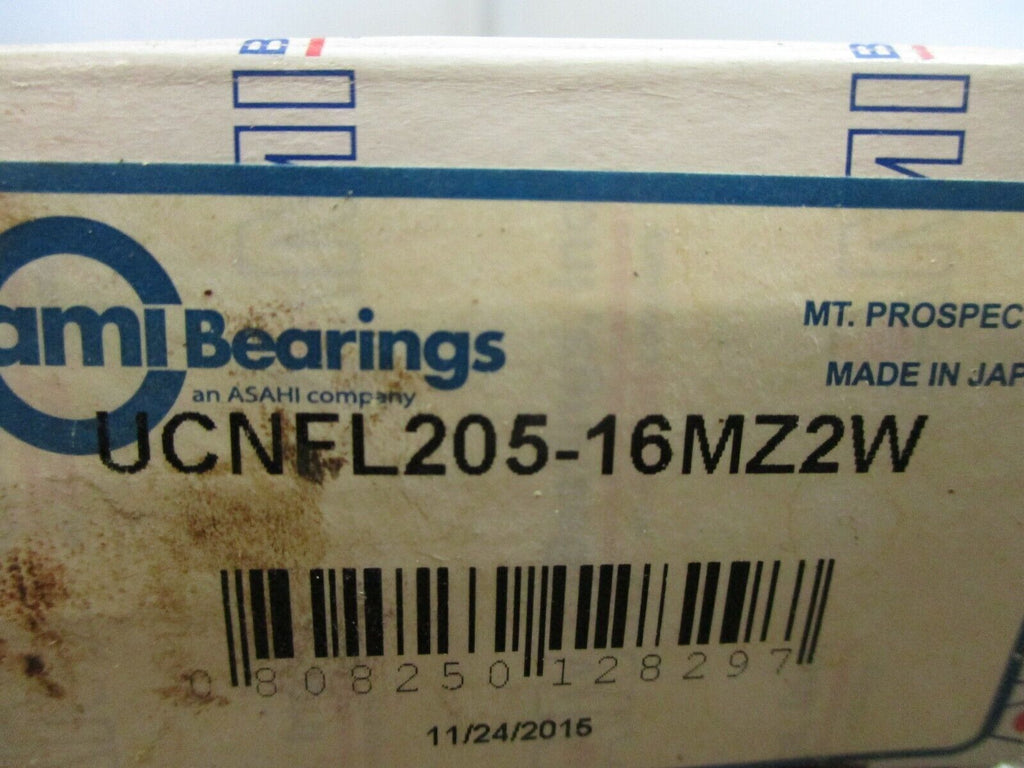 ami Bearings
an ASAHI company
MT. PROSPEC
MADE IN JAP
UCNFL205-16MZ2W
0 808250 128297
11/24/2015